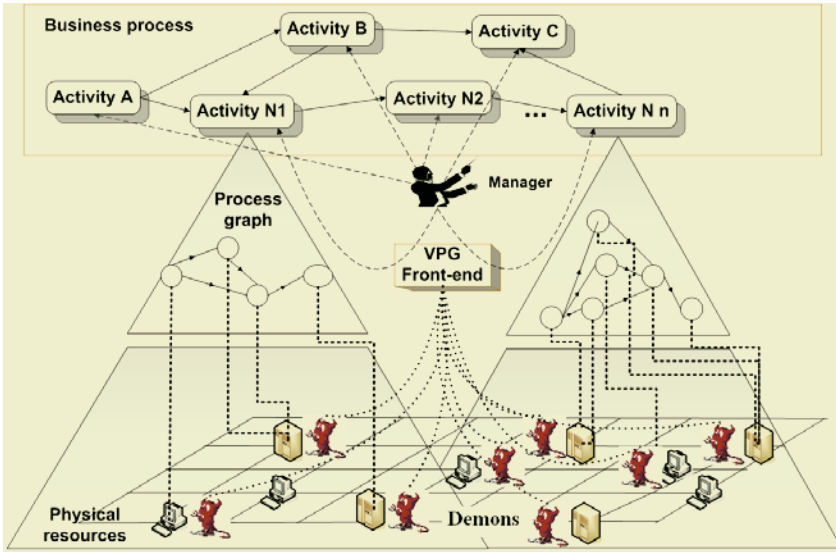 Business process
Activity B
Activity C
Activity A
Activity N1
Activity N2
...
Activity N n
Manager
Process
graph
VPG
Front-end
Physical
resources
Demons